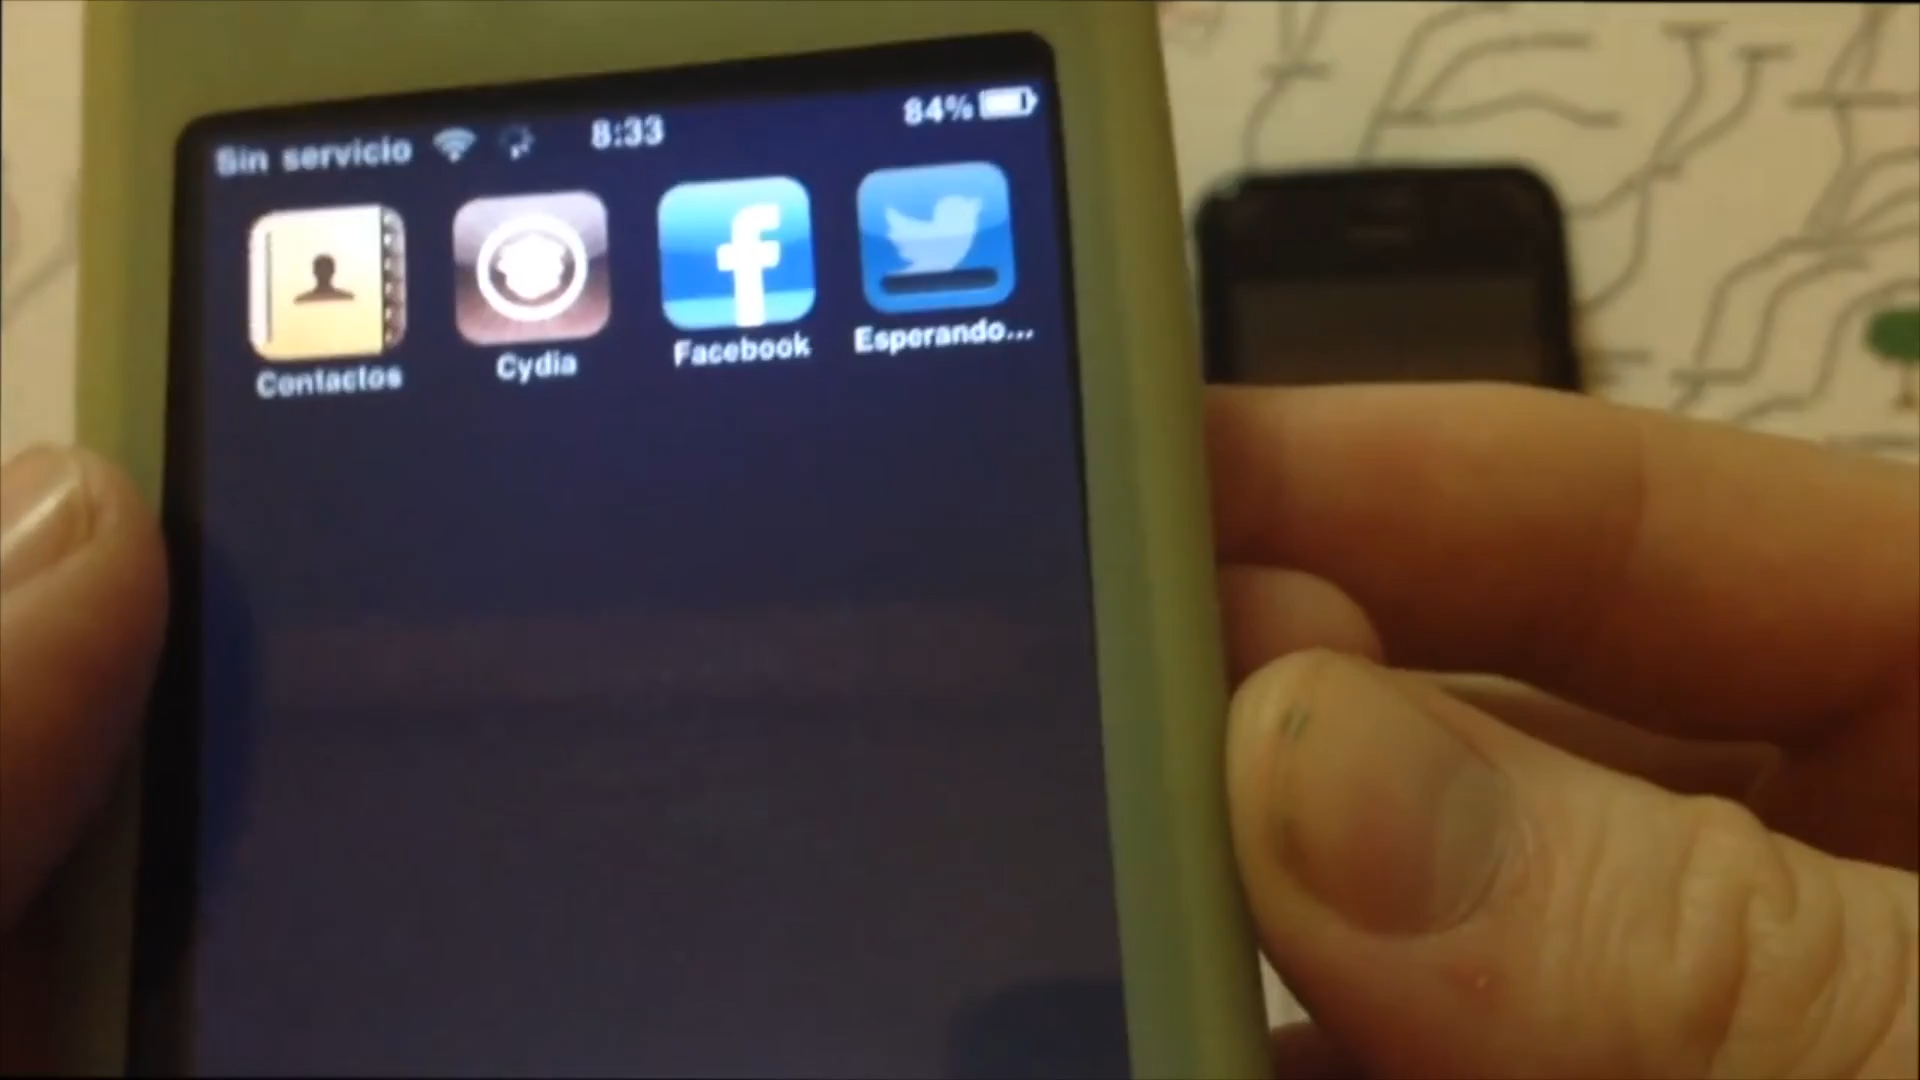 Sin servicio 8:33 84%
Contactos Cydia Facebook Esperando...